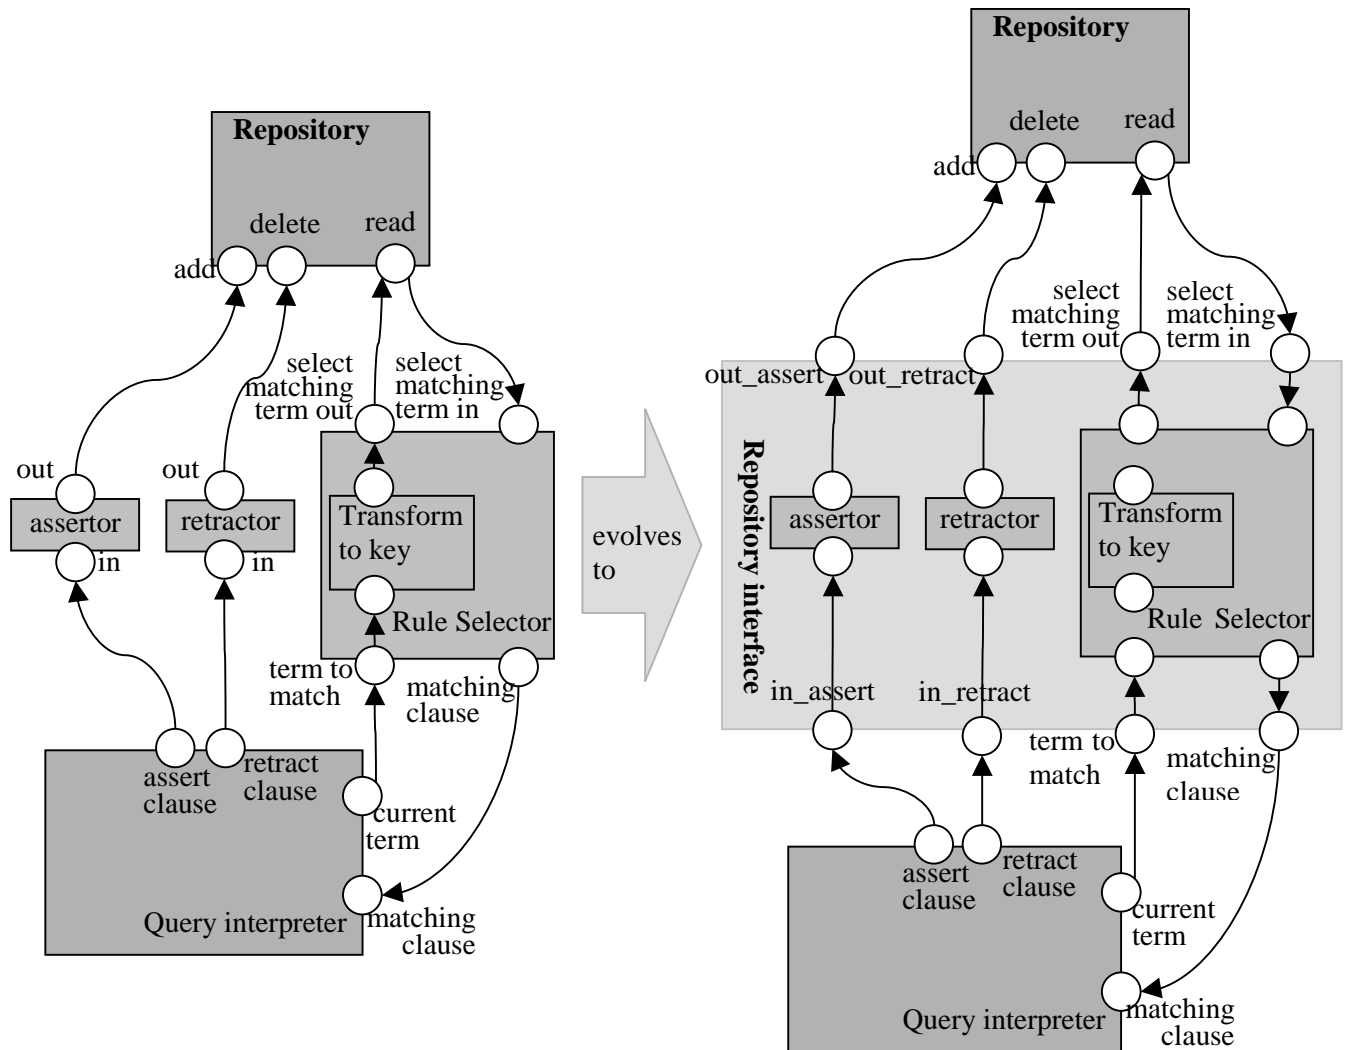 Repository
delete
read
add
select
matching
term out
select
matching
term in
out
out
assertor
retractor
Transform
to key
in
in
Rule Selector
term to
match
matching
clause
assert
clause
retract
clause
current
term
Query interpreter
matching
clause
evolves
to
Repository
delete
read
add
select
matching
term out
select
matching
term in
out_assert
out_retract
Repository interface
assertor
retractor
Transform
to key
Rule Selector
in_assert
in_retract
term to
match
matching
clause
assert
clause
retract
clause
current
term
Query interpreter
matching
clause